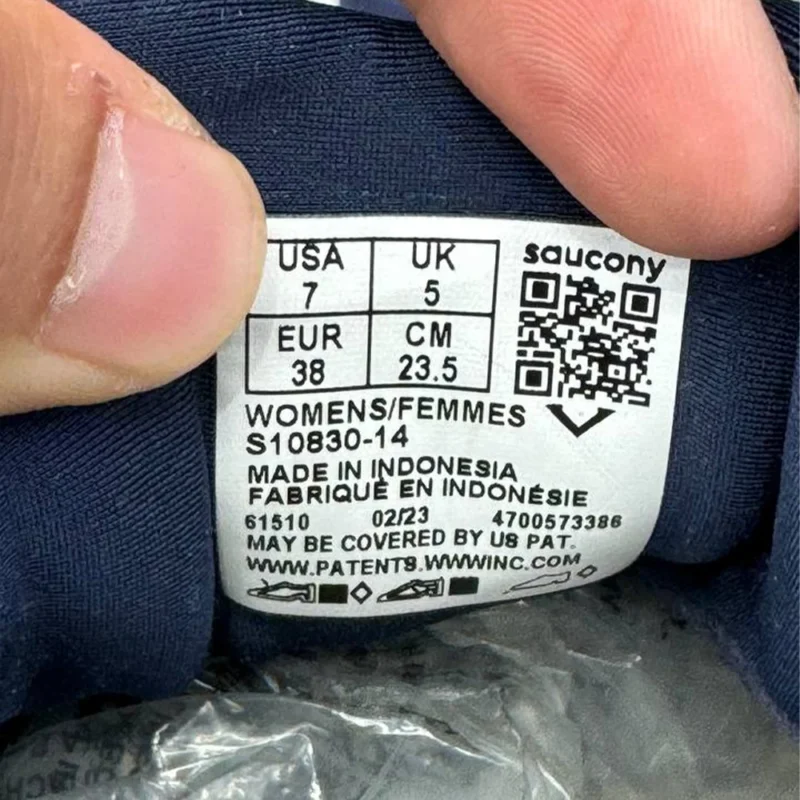 USA UK
7 5
EUR CM
38 23.5
saucony
WOMENS/FEMMES
S10830-14
MADE IN INDONESIA
FABRIQUÉ EN INDONÉSIE
61510 02/23 4700573386
MAY BE COVERED BY US PAT.
WWW.PATENTS.WWWINC.COM